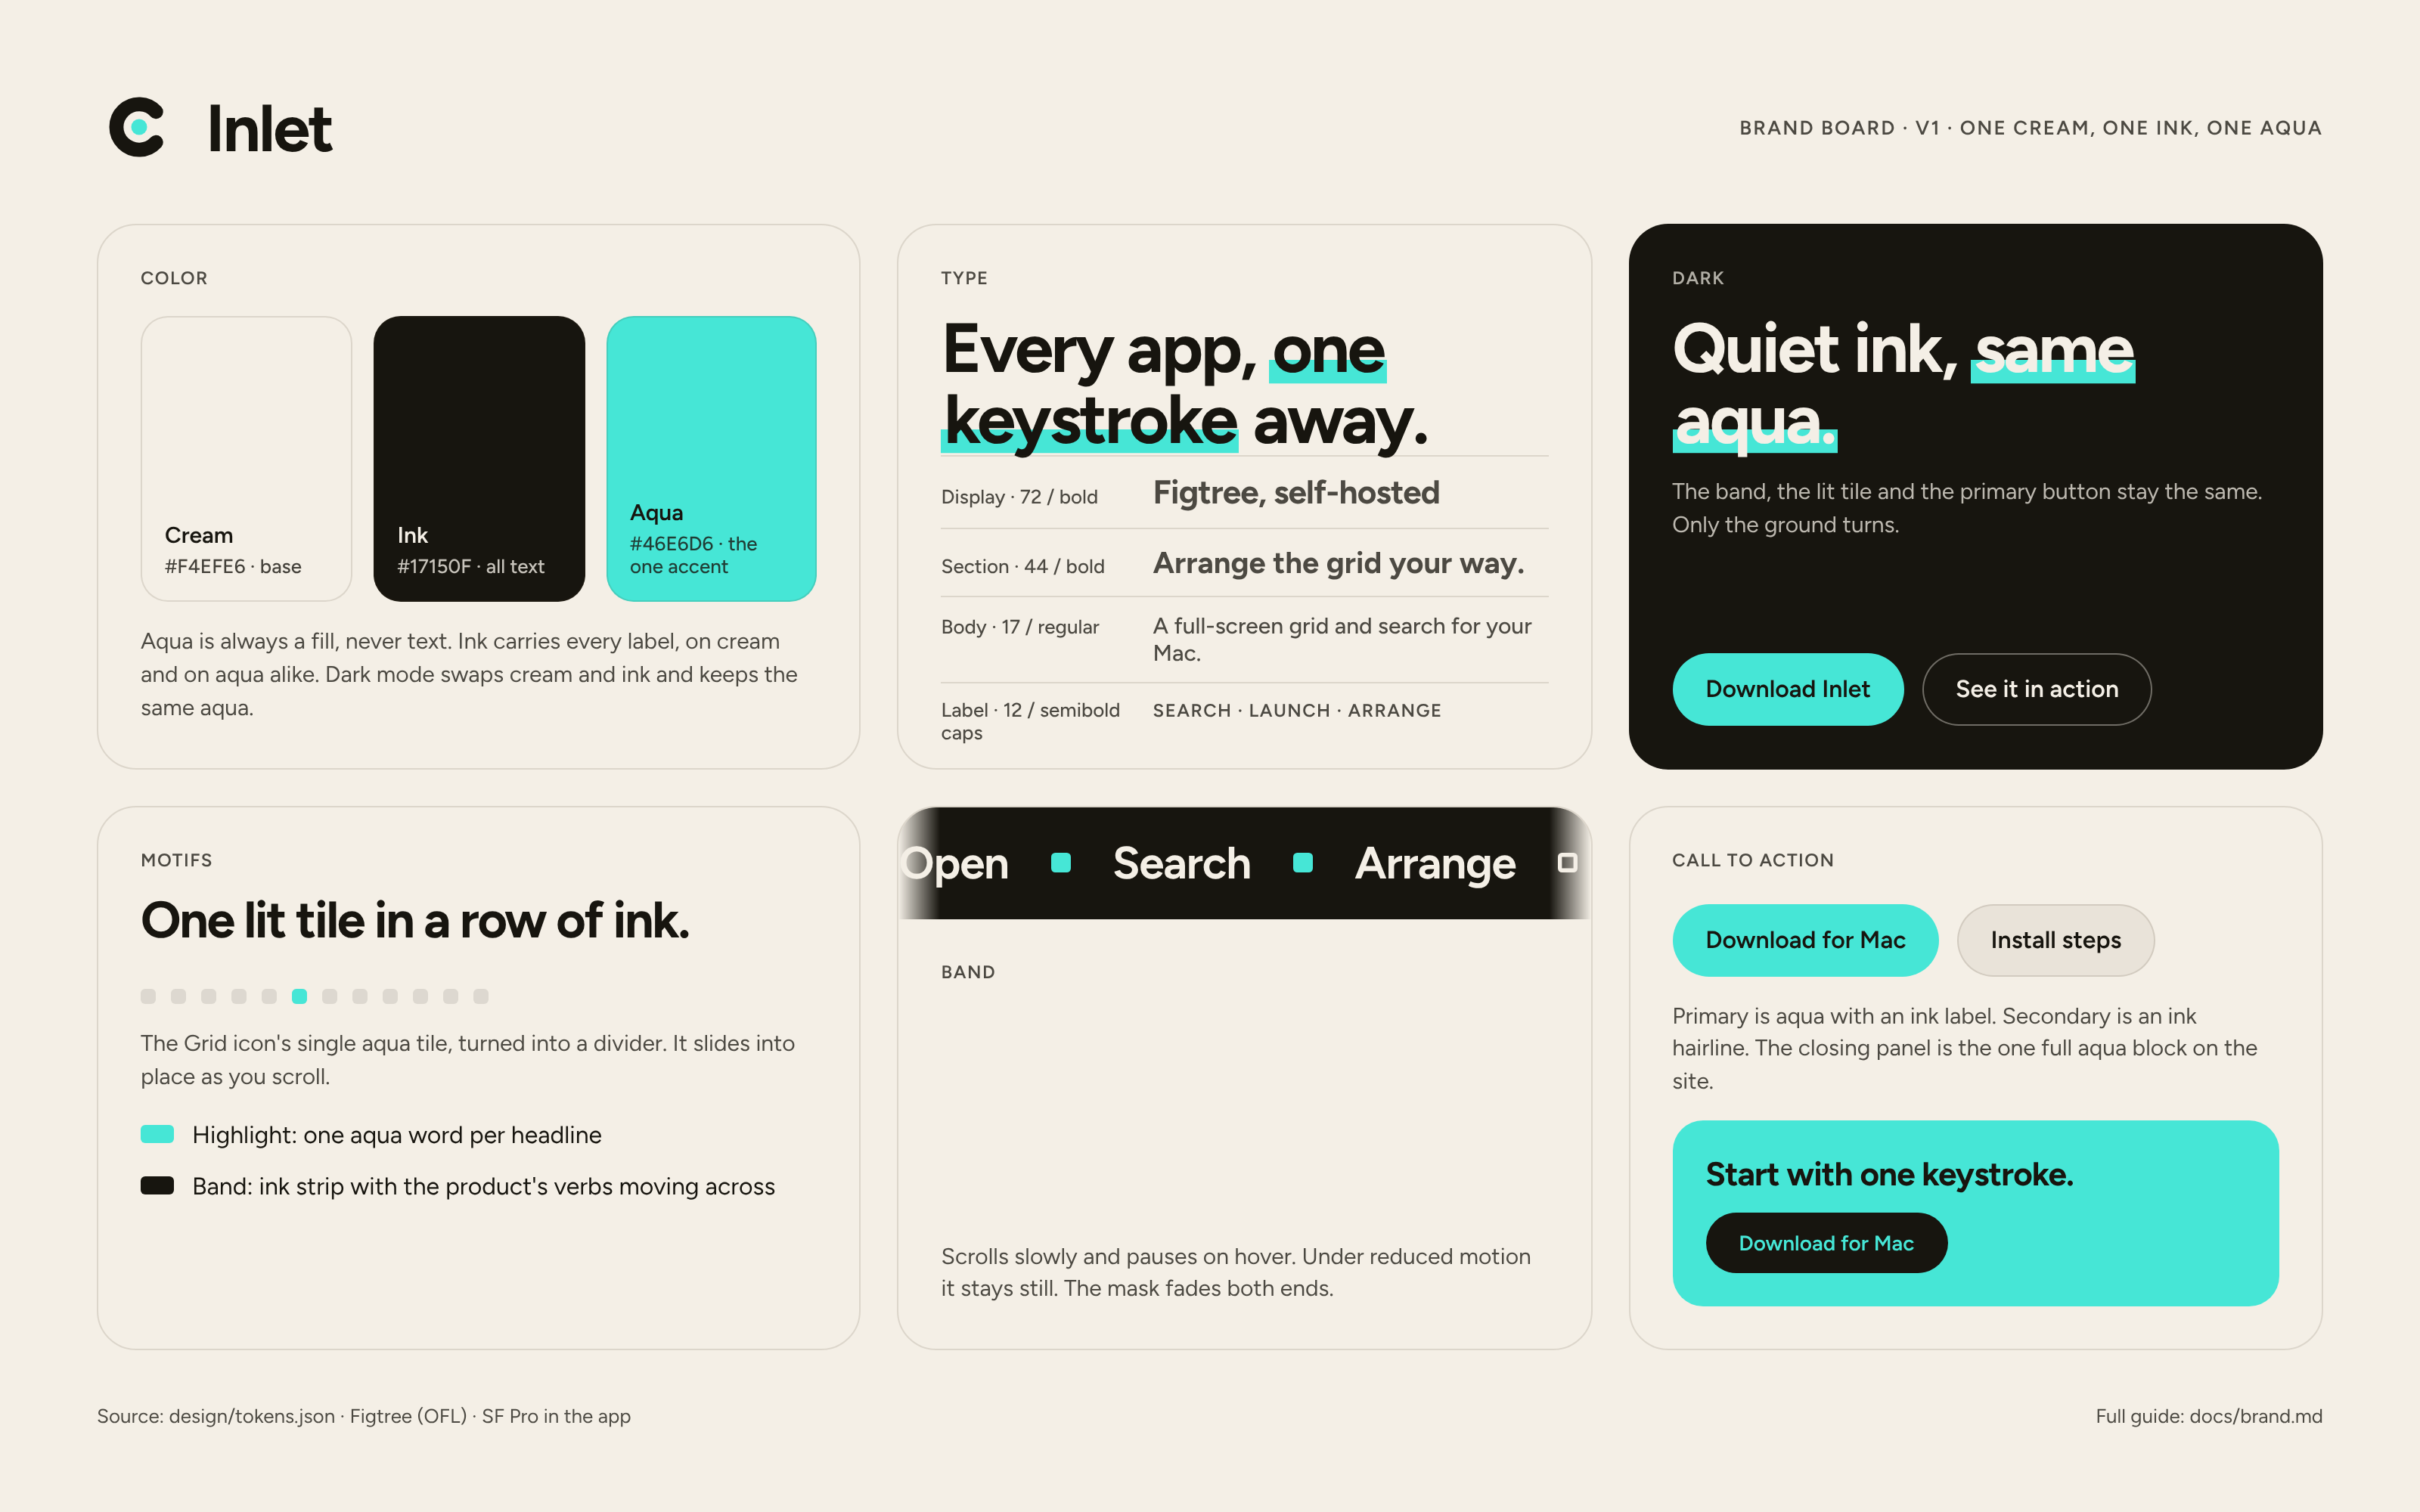 Inlet
BRAND BOARD · V1 · ONE CREAM, ONE INK, ONE AQUA
COLOR
Cream
#F4EFE6 · base
Ink
#17150F · all text
Aqua
#46E6D6 · the
one accent
Aqua is always a fill, never text. Ink carries every label, on cream
and on aqua alike. Dark mode swaps cream and ink and keeps the
same aqua.
TYPE
Every app, one
keystroke away.
Display · 72 / bold
Figtree, self-hosted
Section · 44 / bold
Arrange the grid your way.
Body · 17 / regular
A full-screen grid and search for your
Mac.
Label · 12 / semibold
caps
SEARCH · LAUNCH · ARRANGE
DARK
Quiet ink, same
aqua.
The band, the lit tile and the primary button stay the same.
Only the ground turns.
Download Inlet
See it in action
MOTIFS
One lit tile in a row of ink.
The Grid icon's single aqua tile, turned into a divider. It slides into
place as you scroll.
Highlight: one aqua word per headline
Band: ink strip with the product's verbs moving across
Open Search Arrange
BAND
Scrolls slowly and pauses on hover. Under reduced motion
it stays still. The mask fades both ends.
CALL TO ACTION
Download for Mac
Install steps
Primary is aqua with an ink label. Secondary is an ink
hairline. The closing panel is the one full aqua block on the
site.
Start with one keystroke.
Download for Mac
Source: design/tokens.json · Figtree (OFL) · SF Pro in the app
Full guide: docs/brand.md